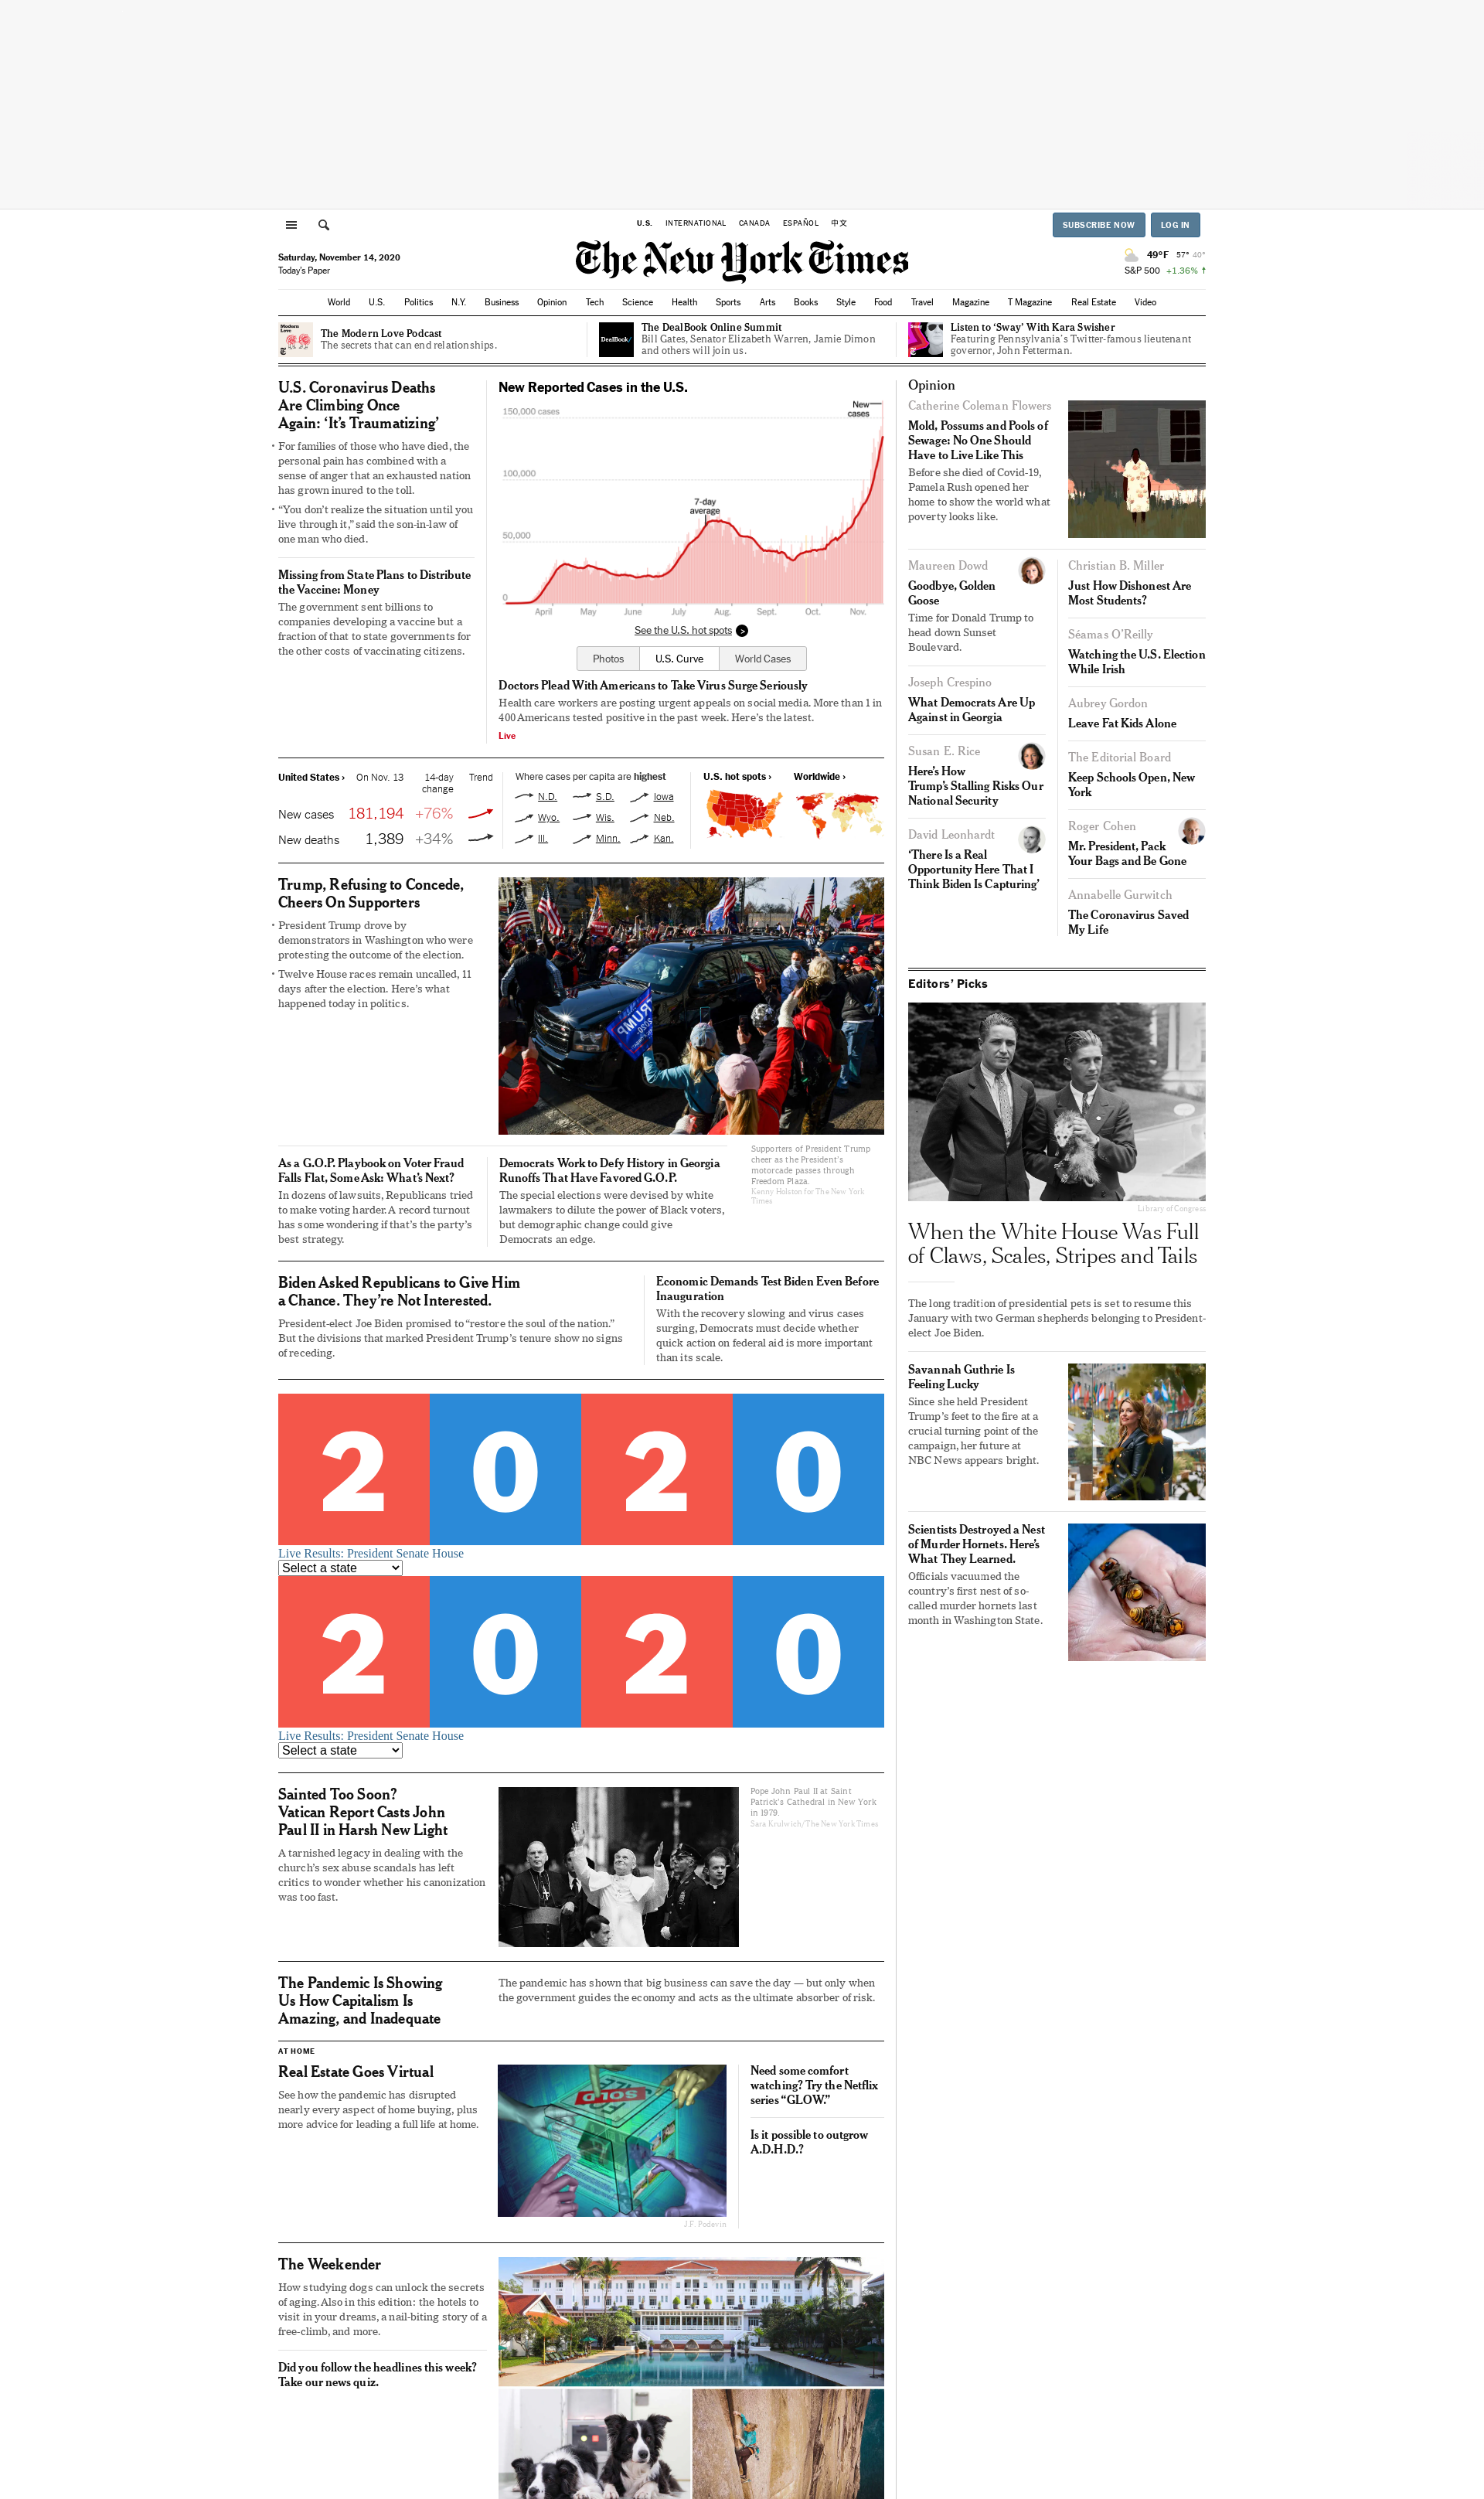 U.S.
INTERNATIONAL
CANADA
ESPAÑOL
中文
SUBSCRIBE NOW
LOG IN
Saturday, November 14, 2020
Today's Paper
The New York Times
49°F 57° 40°
S&P 500 +1.36% ↑
World U.S. Politics N.Y. Business Opinion Tech Science Health Sports Arts Books Style Food Travel Magazine T Magazine Real Estate Video
Modern
Love
The Modern Love Podcast
The secrets that can end relationships.
DealBook/
The DealBook Online Summit
Bill Gates, Senator Elizabeth Warren, Jamie Dimon
and others will join us.
Sway
Listen to ‘Sway’ With Kara Swisher
Featuring Pennsylvania’s Twitter-famous lieutenant
governor, John Fetterman.
U.S. Coronavirus Deaths
Are Climbing Once
Again: ‘It’s Traumatizing’
• For families of those who have died, the
personal pain has combined with a
sense of anger that an exhausted nation
has grown inured to the toll.
• “You don’t realize the situation until you
live through it,” said the son-in-law of
one man who died.
Missing from State Plans to Distribute
the Vaccine: Money
The government sent billions to
companies developing a vaccine but a
fraction of that to state governments for
the other costs of vaccinating citizens.
New Reported Cases in the U.S.
150,000 cases
New
cases
100,000
7-day
average
50,000
0
April May June July Aug. Sept. Oct. Nov.
See the U.S. hot spots >
Photos U.S. Curve World Cases
Doctors Plead With Americans to Take Virus Surge Seriously
Health care workers are posting urgent appeals on social media. More than 1 in
400 Americans tested positive in the past week. Here’s the latest.
Live
United States › On Nov. 13 14-day
change Trend
New cases 181,194 +76%
New deaths 1,389 +34%
Where cases per capita are highest
N.D. S.D. Iowa
Wyo. Wis. Neb.
Ill. Minn. Kan.
U.S. hot spots › Worldwide ›
Trump, Refusing to Concede,
Cheers On Supporters
• President Trump drove by
demonstrators in Washington who were
protesting the outcome of the election.
• Twelve House races remain uncalled, 11
days after the election. Here’s what
happened today in politics.
TRUMP
Supporters of President Trump
cheer as the President’s
motorcade passes through
Freedom Plaza.
Kenny Holston for The New York
Times
As a G.O.P. Playbook on Voter Fraud
Falls Flat, Some Ask: What’s Next?
In dozens of lawsuits, Republicans tried
to make voting harder. A record turnout
has some wondering if that’s the party’s
best strategy.
Democrats Work to Defy History in Georgia
Runoffs That Have Favored G.O.P.
The special elections were devised by white
lawmakers to dilute the power of Black voters,
but demographic change could give
Democrats an edge.
Biden Asked Republicans to Give Him
a Chance. They’re Not Interested.
President-elect Joe Biden promised to “restore the soul of the nation.”
But the divisions that marked President Trump’s tenure show no signs
of receding.
Economic Demands Test Biden Even Before
Inauguration
With the recovery slowing and virus cases
surging, Democrats must decide whether
quick action on federal aid is more important
than its scale.
2020
Live Results: President Senate House
Select a state
2020
Live Results: President Senate House
Select a state
Sainted Too Soon?
Vatican Report Casts John
Paul II in Harsh New Light
A tarnished legacy in dealing with the
church’s sex abuse scandals has left
critics to wonder whether his canonization
was too fast.
Pope John Paul II at Saint
Patrick’s Cathedral in New York
in 1979.
Sara Krulwich/The New York Times
The Pandemic Is Showing
Us How Capitalism Is
Amazing, and Inadequate
The pandemic has shown that big business can save the day — but only when
the government guides the economy and acts as the ultimate absorber of risk.
AT HOME
Real Estate Goes Virtual
See how the pandemic has disrupted
nearly every aspect of home buying, plus
more advice for leading a full life at home.
SOLD
J.F. Podevin
Need some comfort
watching? Try the Netflix
series “GLOW.”
Is it possible to outgrow
A.D.H.D.?
The Weekender
How studying dogs can unlock the secrets
of aging. Also in this edition: the hotels to
visit in your dreams, a nail-biting story of a
free-climb, and more.
Did you follow the headlines this week?
Take our news quiz.
Opinion
Catherine Coleman Flowers
Mold, Possums and Pools of
Sewage: No One Should
Have to Live Like This
Before she died of Covid-19,
Pamela Rush opened her
home to show the world what
poverty looks like.
Maureen Dowd
Goodbye, Golden
Goose
Time for Donald Trump to
head down Sunset
Boulevard.
Joseph Crespino
What Democrats Are Up
Against in Georgia
Susan E. Rice
Here’s How
Trump’s Stalling Risks Our
National Security
David Leonhardt
‘There Is a Real
Opportunity Here That I
Think Biden Is Capturing’
Christian B. Miller
Just How Dishonest Are
Most Students?
Séamas O’Reilly
Watching the U.S. Election
While Irish
Aubrey Gordon
Leave Fat Kids Alone
The Editorial Board
Keep Schools Open, New
York
Roger Cohen
Mr. President, Pack
Your Bags and Be Gone
Annabelle Gurwitch
The Coronavirus Saved
My Life
Editors’ Picks
Library of Congress
When the White House Was Full
of Claws, Scales, Stripes and Tails
The long tradition of presidential pets is set to resume this
January with two German shepherds belonging to President-
elect Joe Biden.
Savannah Guthrie Is
Feeling Lucky
Since she held President
Trump’s feet to the fire at a
crucial turning point of the
campaign, her future at
NBC News appears bright.
Scientists Destroyed a Nest
of Murder Hornets. Here’s
What They Learned.
Officials vacuumed the
country’s first nest of so-
called murder hornets last
month in Washington State.